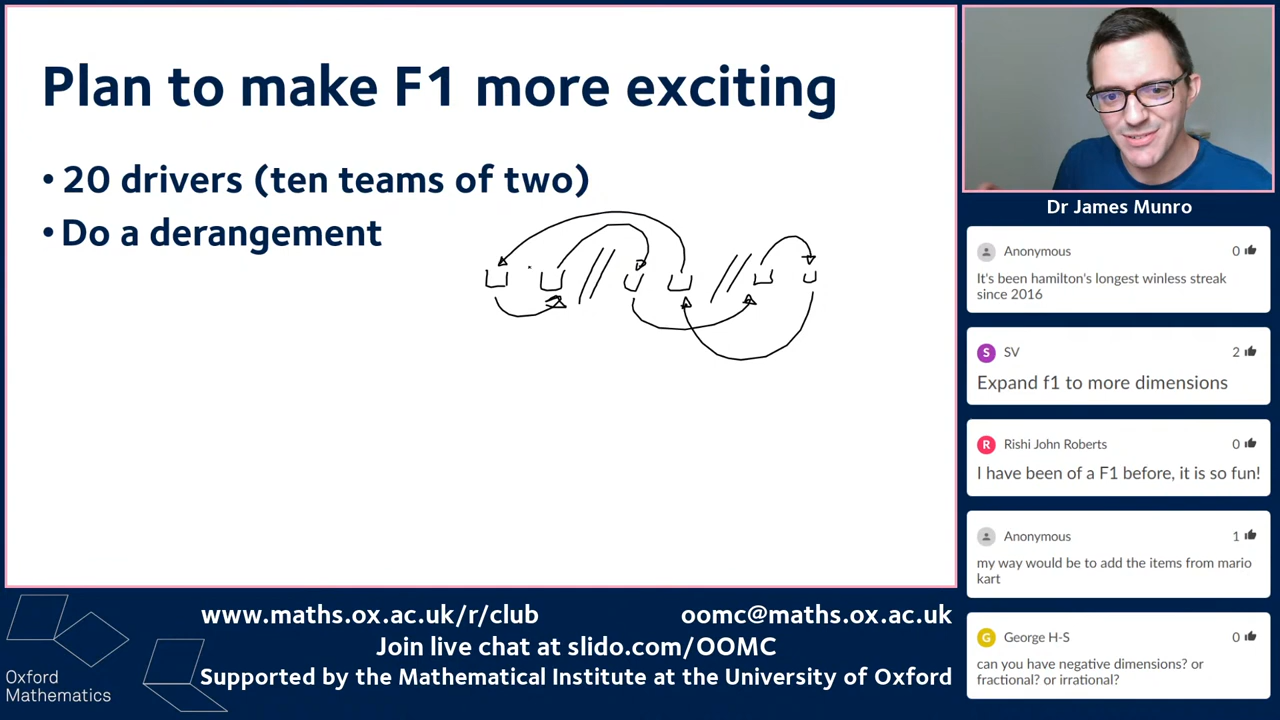 Plan to make F1 more exciting
• 20 drivers (ten teams of two)
• Do a derangement
Dr James Munro
Anonymous
0
It's been hamilton's longest winless streak
since 2016
S
SV
2
Expand f1 to more dimensions
R
Rishi John Roberts
0
I have been of a F1 before, it is so fun!
Anonymous
1
my way would be to add the items from mario
kart
G
George H-S
0
can you have negative dimensions? or
fractional? or irrational?
Oxford
Mathematics
www.maths.ox.ac.uk/r/club
oomc@maths.ox.ac.uk
Join live chat at slido.com/OOMC
Supported by the Mathematical Institute at the University of Oxford